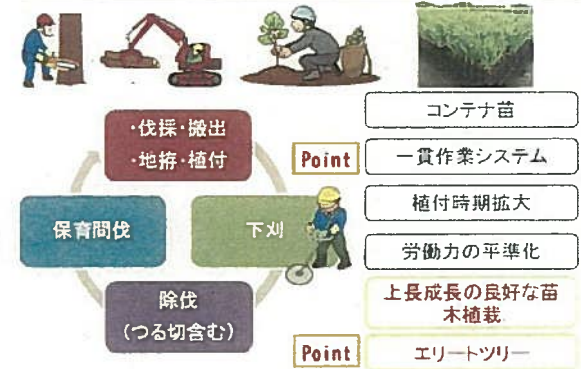 ・伐採・搬出
・地拵・植付
保育間伐
下刈
除伐
(つる切含む)
コンテナ苗
Point
一貫作業システム
植付時期拡大
労働力の平準化
上長成長の良好な苗
木植栽
Point
エリートツリー